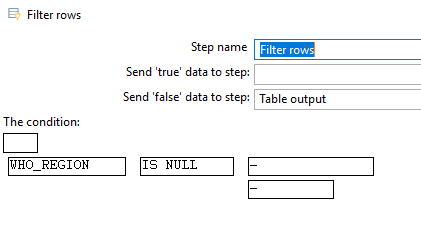 Filter rows
Step name Filter rows
Send 'true' data to step:
Send 'false' data to step: Table output
The condition:
WHO_REGION IS NULL -
-